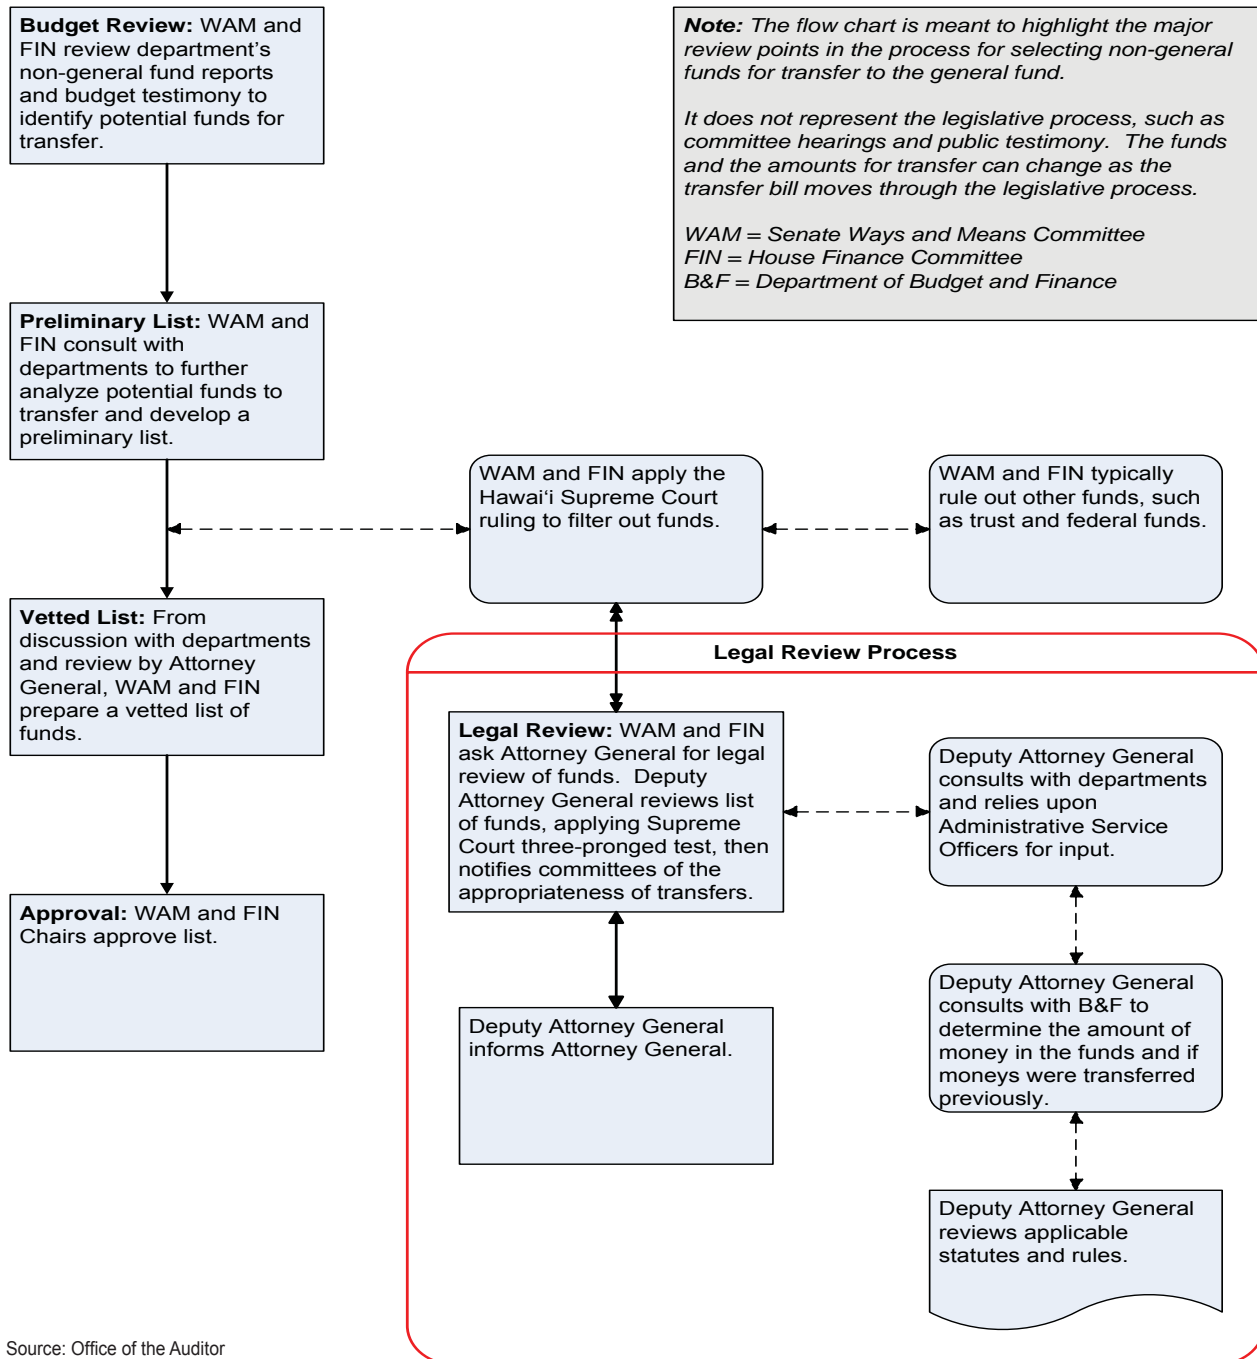 Budget Review: WAM and
FIN review department's
non-general fund reports
and budget testimony to
identify potential funds for
transfer.
Note: The flow chart is meant to highlight the major
review points in the process for selecting non-general
funds for transfer to the general fund.
It does not represent the legislative process, such as
committee hearings and public testimony. The funds
and the amounts for transfer can change as the
transfer bill moves through the legislative process.
WAM = Senate Ways and Means Committee
FIN = House Finance Committee
B&F = Department of Budget and Finance
Preliminary List: WAM and
FIN consult with
departments to further
analyze potential funds to
transfer and develop a
preliminary list.
WAM and FIN apply the
Hawai‘i Supreme Court
ruling to filter out funds.
WAM and FIN typically
rule out other funds, such
as trust and federal funds.
Vetted List: From
discussion with departments
and review by Attorney
General, WAM and FIN
prepare a vetted list of
funds.
Legal Review Process
Legal Review: WAM and FIN
ask Attorney General for legal
review of funds. Deputy
Attorney General reviews list
of funds, applying Supreme
Court three-pronged test, then
notifies committees of the
appropriateness of transfers.
Deputy Attorney General
consults with departments
and relies upon
Administrative Service
Officers for input.
Approval: WAM and FIN
Chairs approve list.
Deputy Attorney General
informs Attorney General.
Deputy Attorney General
consults with B&F to
determine the amount of
money in the funds and if
moneys were transferred
previously.
Deputy Attorney General
reviews applicable
statutes and rules.
Source: Office of the Auditor